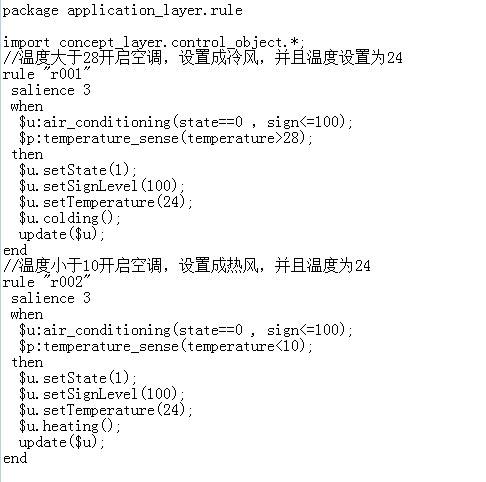 package application_layer.rule
import concept_layer.control_object.*;
//温度大于28开启空调，设置成冷风，并且温度设置为24
rule "r001"
salience 3
when
$u:air_conditioning(state==0 , sign<=100);
$p:temperature_sense(temperature>28);
then
$u.setState(1);
$u.setSignLevel(100);
$u.setTemperature(24);
$u.colding();
update($u);
end
//温度小于10开启空调，设置成热风，并且温度为24
rule "r002"
salience 3
when
$u:air_conditioning(state==0 , sign<=100);
$p:temperature_sense(temperature<10);
then
$u.setState(1);
$u.setSignLevel(100);
$u.setTemperature(24);
$u.heating();
update($u);
end